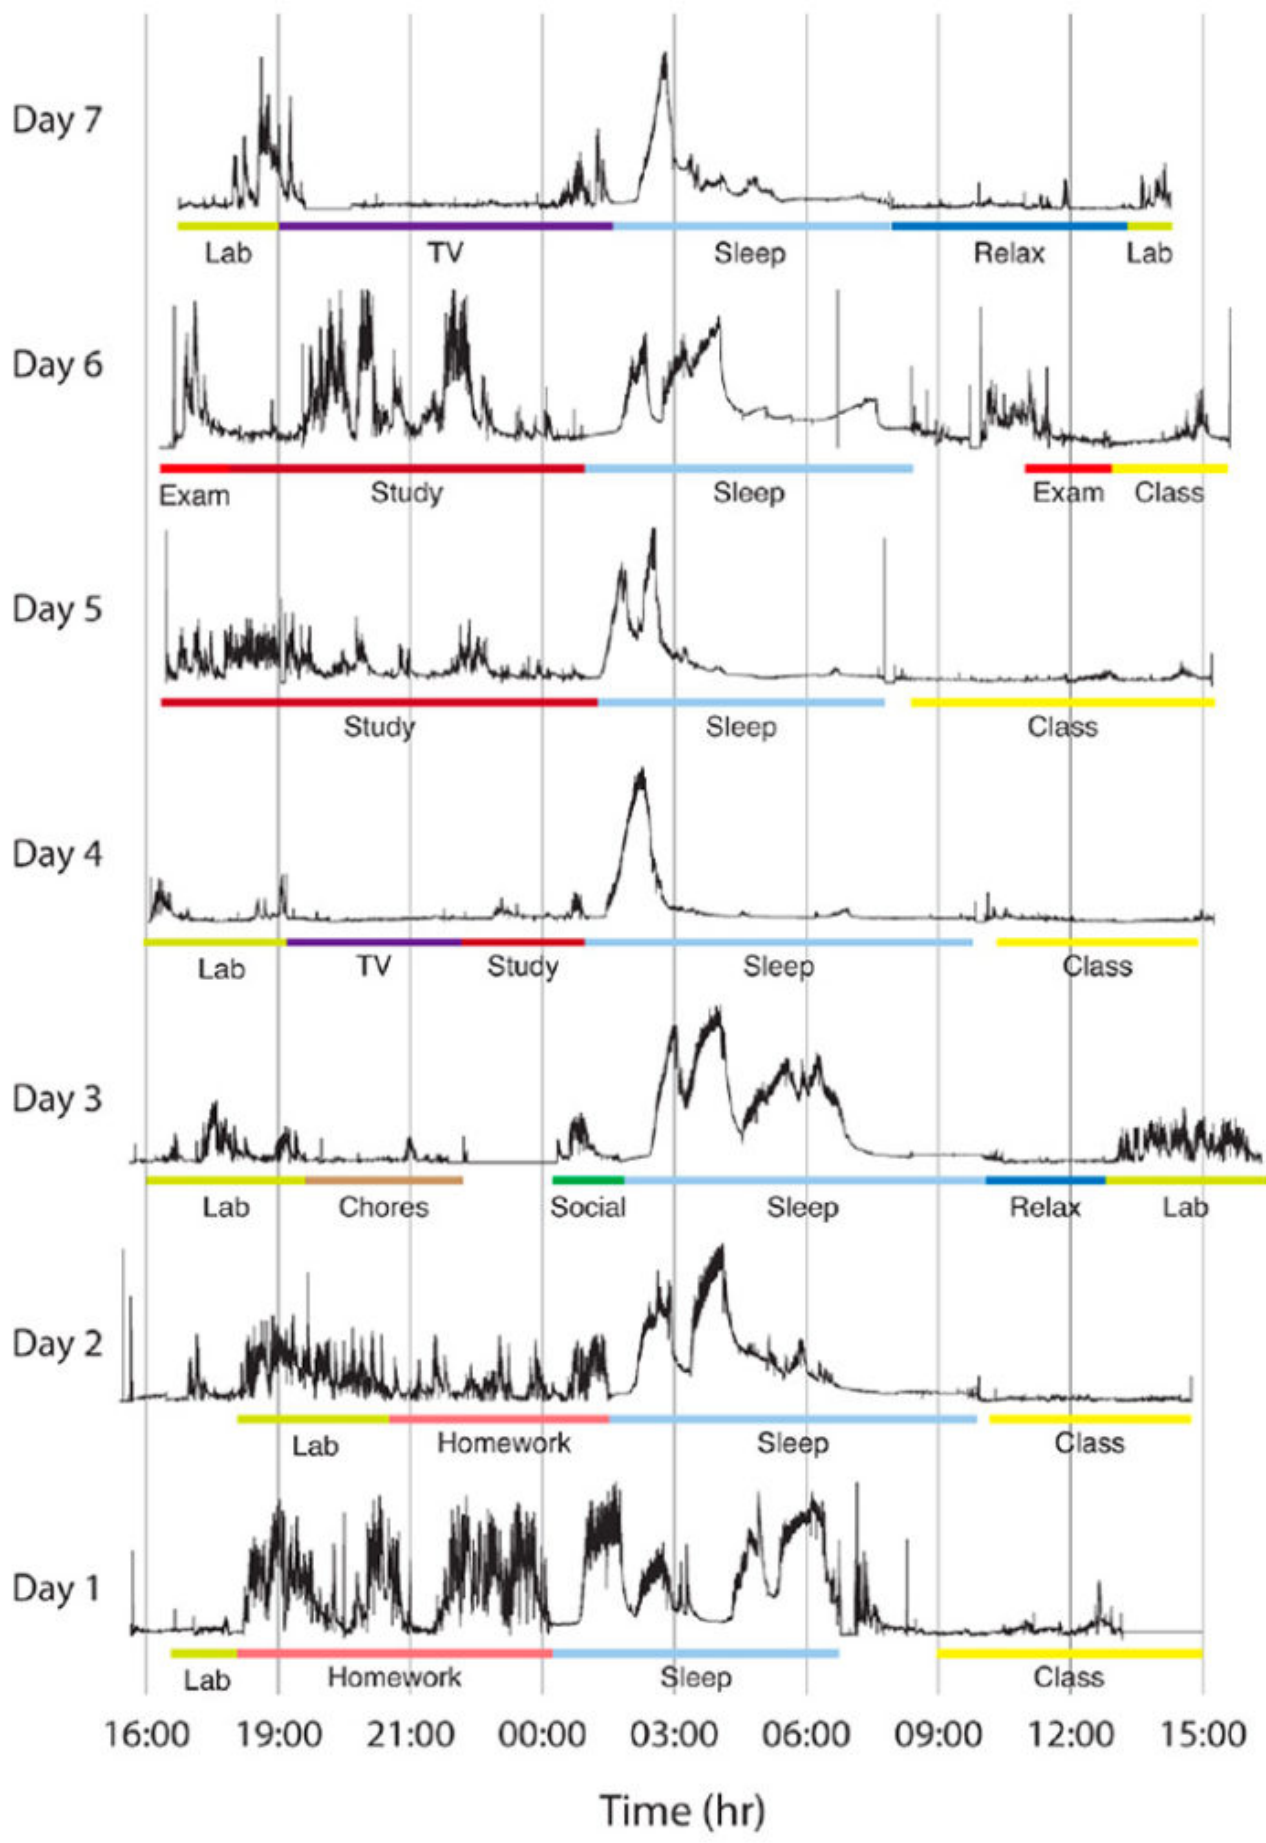 Day 7
Lab TV Sleep Relax Lab
Day 6
Exam Study Sleep Exam Class
Day 5
Study Sleep Class
Day 4
Lab TV Study Sleep Class
Day 3
Lab Chores Social Sleep Relax Lab
Day 2
Lab Homework Sleep Class
Day 1
Lab Homework Sleep Class
16:00 19:00 21:00 00:00 03:00 06:00 09:00 12:00 15:00
Time (hr)